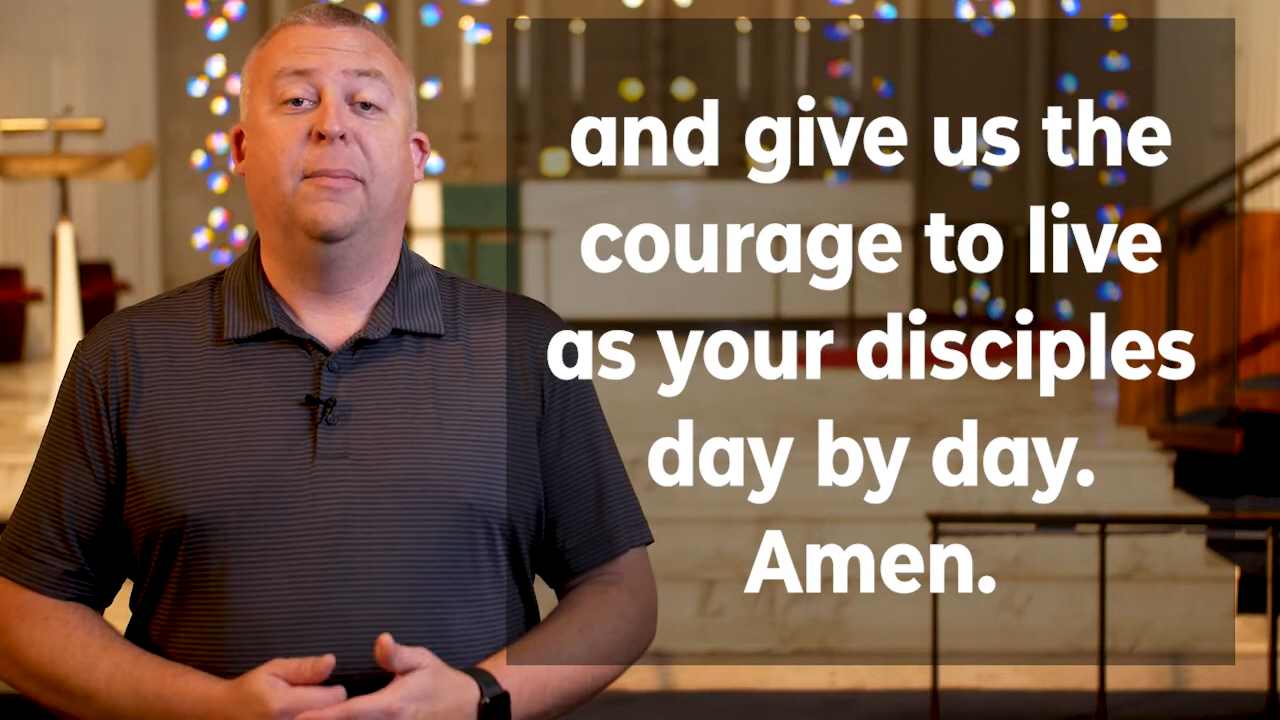 and give us the
courage to live
as your disciples
day by day.
Amen.